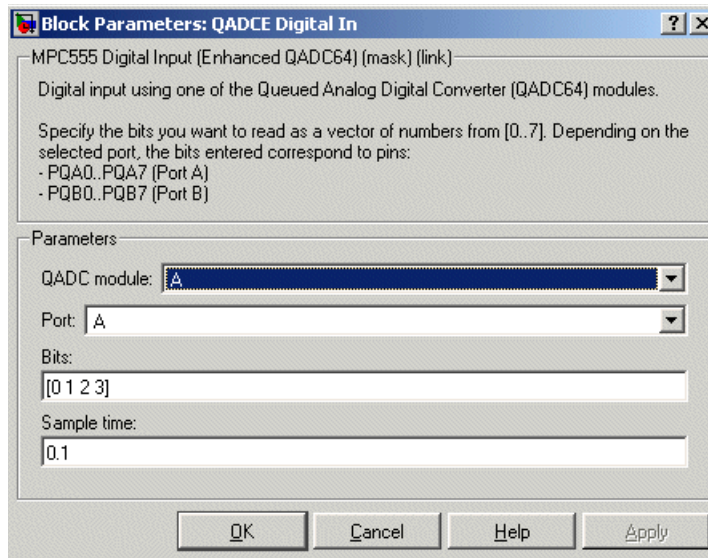 Block Parameters: QADCE Digital In
MPC555 Digital Input (Enhanced QADC64) (mask) (link)
Digital input using one of the Queued Analog Digital Converter (QADC64) modules.
Specify the bits you want to read as a vector of numbers from [0..7]. Depending on the
selected port, the bits entered correspond to pins:
- PQA0..PQA7 (Port A)
- PQB0..PQB7 (Port B)
Parameters
QADC module: A
Port: A
Bits:
[0 1 2 3]
Sample time:
0.1
OK Cancel Help Apply